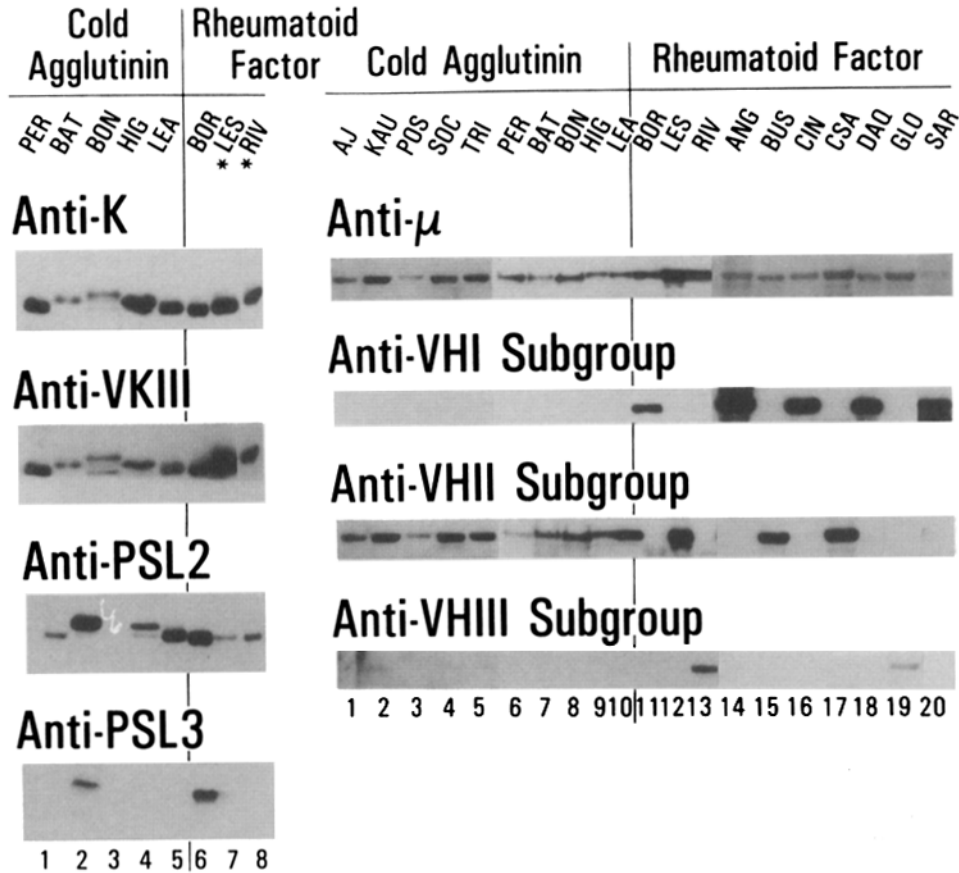 Cold Agglutinin
Rheumatoid Factor
PER BAT BON HIG LEA BOR LES RIV
* *
Anti-K
Anti-VKIII
Anti-PSL2
Anti-PSL3
1 2 3 4 5 6 7 8
Cold Agglutinin Rheumatoid Factor
AJ KAU POS SOC TRI PER BAT BON HIG LEA BOR LES RIV ANG BUS CIN CSA DAQ GLO SAR
Anti-μ
Anti-VHI Subgroup
Anti-VHII Subgroup
Anti-VHIII Subgroup
1 2 3 4 5 6 7 8 9 10 11 12 13 14 15 16 17 18 19 20